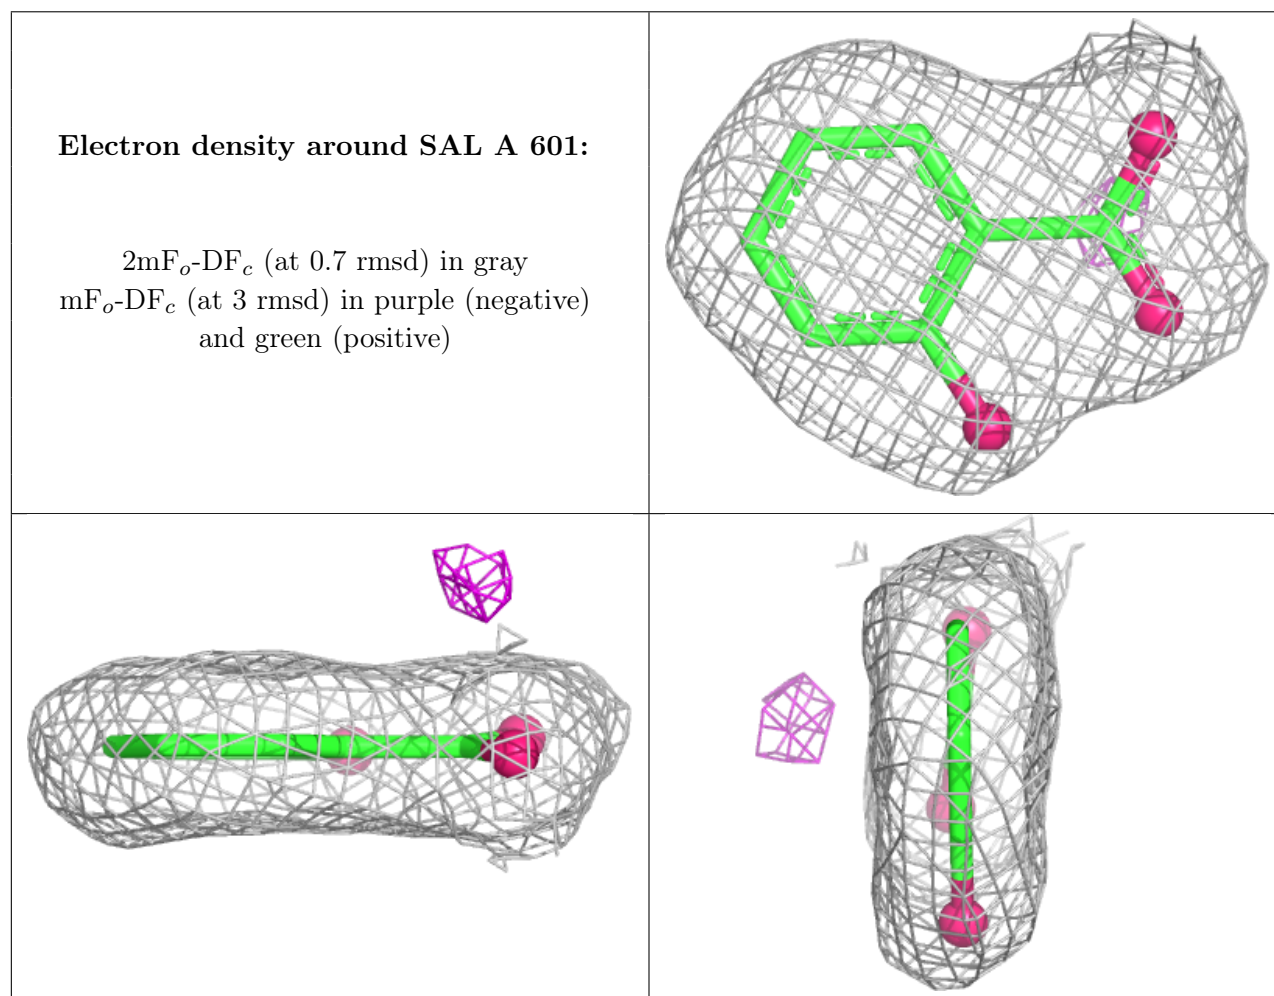 Electron density around SAL A 601:
2mFₒ-DF𝒸 (at 0.7 rmsd) in gray
mFₒ-DF𝒸 (at 3 rmsd) in purple (negative)
and green (positive)